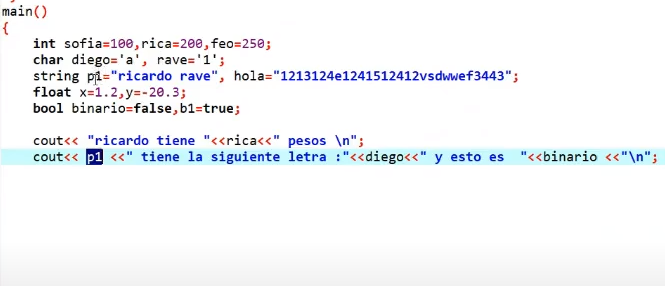 main()
{
int sofia=100,rica=200,feo=250;
char diego='a', rave='1';
string p1="ricardo rave", hola="1213124e1241512412vsdwwef3443";
float x=1.2,y=-20.3;
bool binario=false,b1=true;
cout<< "ricardo tiene "<<rica<<" pesos \n";
cout<< p1 <<" tiene la siguiente letra :"<<diego<<" y esto es  "<<binario <<"\n";